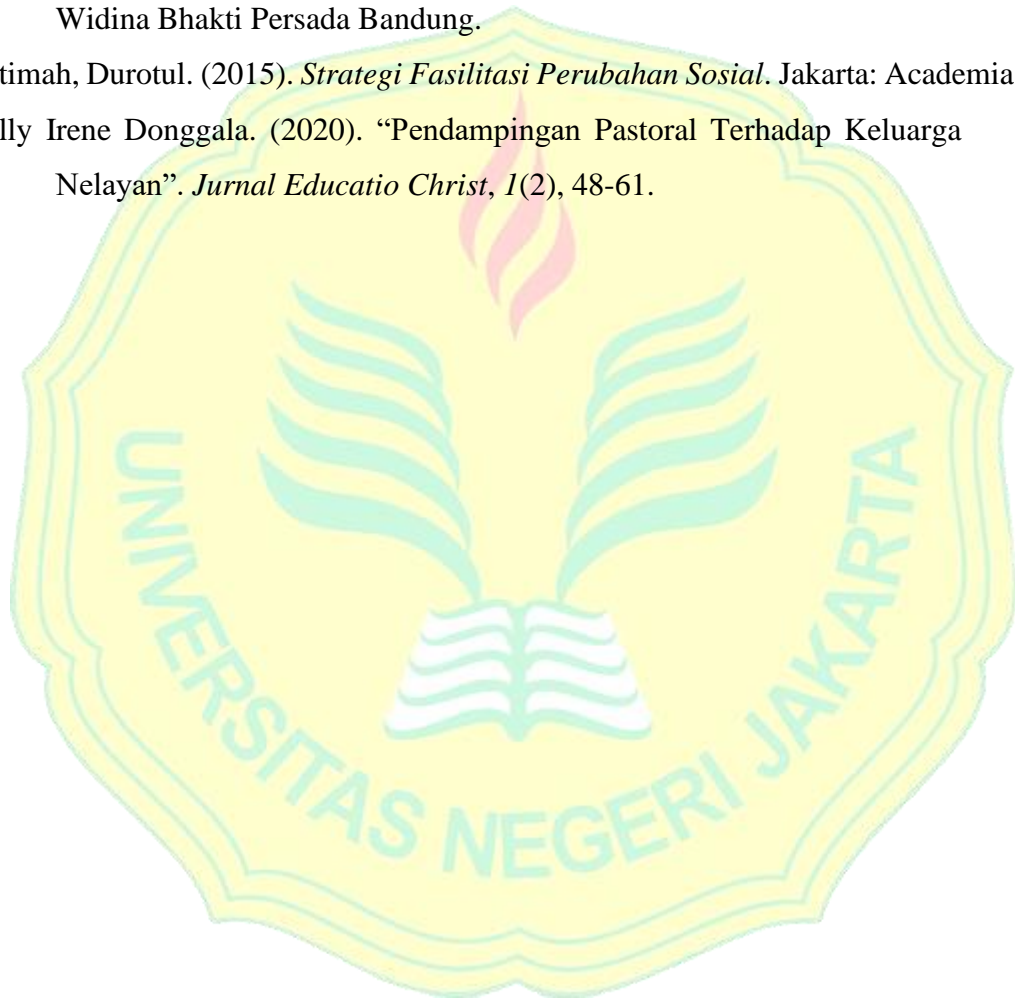 Widina Bhakti Persada Bandung.
timah, Durotul. (2015). Strategi Fasilitasi Perubahan Sosial. Jakarta: Academia
lly Irene Donggala. (2020). “Pendampingan Pastoral Terhadap Keluarga
Nelayan”. Jurnal Educatio Christ, 1(2), 48-61.
UNIVERSITAS NEGERI JAKARTA